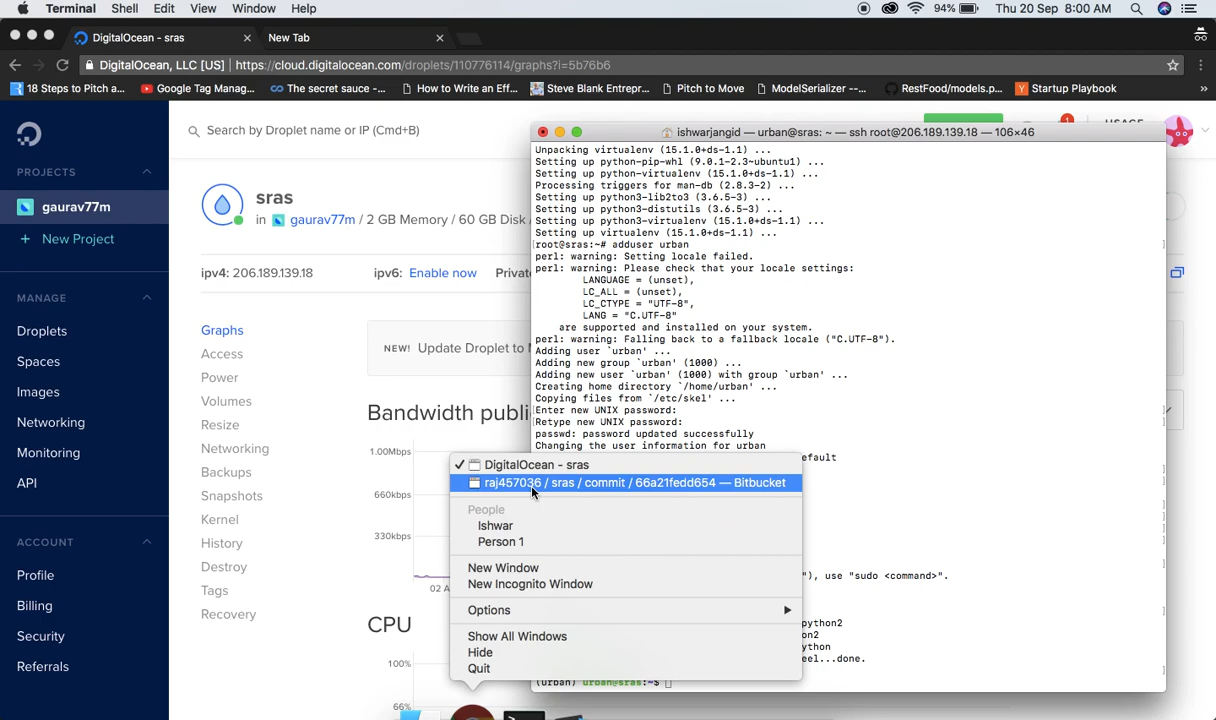 Terminal Shell Edit View Window Help 94% Thu 20 Sep 8:00 AM
DigitalOcean - sras New Tab
DigitalOcean, LLC [US] https://cloud.digitalocean.com/droplets/110776114/graphs?i=5b76b6
18 Steps to Pitch a... Google Tag Manag... The secret sauce -... How to Write an Eff... Steve Blank Entrepr... Pitch to Move ModelSerializer --... RestFood/models.p... Startup Playbook
Search by Droplet name or IP (Cmd+B)
USAGE
1
PROJECTS
gaurav77m
+ New Project
MANAGE
Droplets
Spaces
Images
Networking
Monitoring
API
ACCOUNT
Profile
Billing
Security
Referrals
sras
in gaurav77m / 2 GB Memory / 60 GB Disk
ipv4: 206.189.139.18 ipv6: Enable now Privat
Graphs
Access
Power
Volumes
Resize
Networking
Backups
Snapshots
Kernel
History
Destroy
Tags
Recovery
NEW! Update Droplet to
Bandwidth publi
1.00Mbps
660kbps
330kbps
02 A
CPU
100%
66%
ishwarjangid — urban@sras: ~ — ssh root@206.189.139.18 — 106×46
Unpacking virtualenv (15.1.0+ds-1.1) ...
Setting up python-pip-whl (9.0.1-2.3~ubuntu1) ...
Setting up python-virtualenv (15.1.0+ds-1.1) ...
Processing triggers for man-db (2.8.3-2) ...
Setting up python3-lib2to3 (3.6.5-3) ...
Setting up python3-distutils (3.6.5-3) ...
Setting up python3-virtualenv (15.1.0+ds-1.1) ...
Setting up virtualenv (15.1.0+ds-1.1) ...
[root@sras:~# adduser urban ]
perl: warning: Setting locale failed.
perl: warning: Please check that your locale settings:
LANGUAGE = (unset),
LC_ALL = (unset),
LC_CTYPE = "UTF-8",
LANG = "C.UTF-8"
are supported and installed on your system.
perl: warning: Falling back to a fallback locale ("C.UTF-8").
Adding user `urban' ...
Adding new group `urban' (1000) ...
Adding new user `urban' (1000) with group `urban' ...
Creating home directory `/home/urban' ...
Copying files from `/etc/skel' ...
[Enter new UNIX password: ]
[Retype new UNIX password: ]
passwd: password updated successfully
Changing the user information for urban
efault
"), use "sudo <command>".
python2
on2
ython
eel...done.
(urban) urban@sras:~$
DigitalOcean - sras
raj457036 / sras / commit / 66a21fedd654 — Bitbucket
People
Ishwar
Person 1
New Window
New Incognito Window
Options
Show All Windows
Hide
Quit